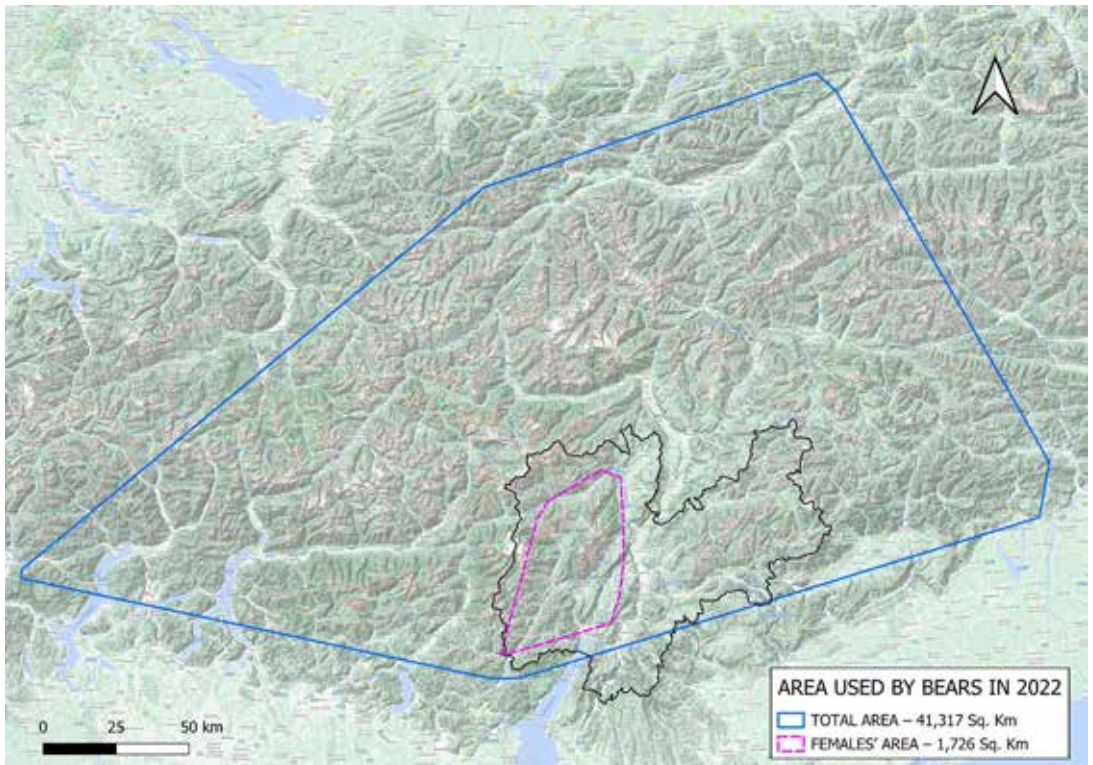 AREA USED BY BEARS IN 2022
TOTAL AREA – 41,317 Sq. Km
FEMALES' AREA – 1,726 Sq. Km
0 25 50 km